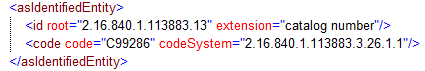 <asIdentifiedEntity>
<id root="2.16.840.1.113883.13" extension="catalog number"/>
<code code="C99286" codeSystem="2.16.840.1.113883.3.26.1.1"/>
</asIdentifiedEntity>